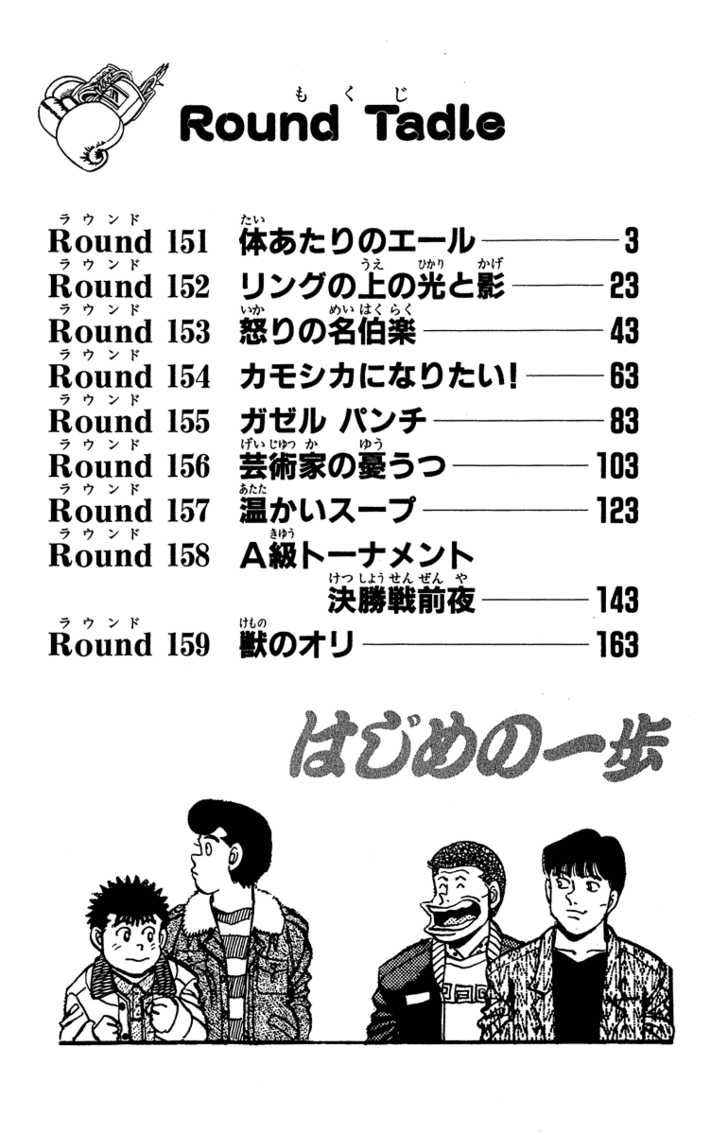 もくじ
Round Tadle
ラウンド たい
Round 151 体あたりのエール 3
ラウンド うえ ひかり かげ
Round 152 リングの上の光と影 23
ラウンド いか めいはくらく
Round 153 怒りの名伯楽 43
ラウンド
Round 154 カモシカになりたい! 63
ラウンド
Round 155 ガゼル パンチ 83
ラウンド げいじゅつか ゆう
Round 156 芸術家の憂うつ 103
ラウンド あたた
Round 157 温かいスープ 123
ラウンド きゆう
Round 158 A級トーナメント
けつしようせんぜんや
決勝戦前夜 143
ラウンド けもの
Round 159 獣のオリ 163
はじめの一歩